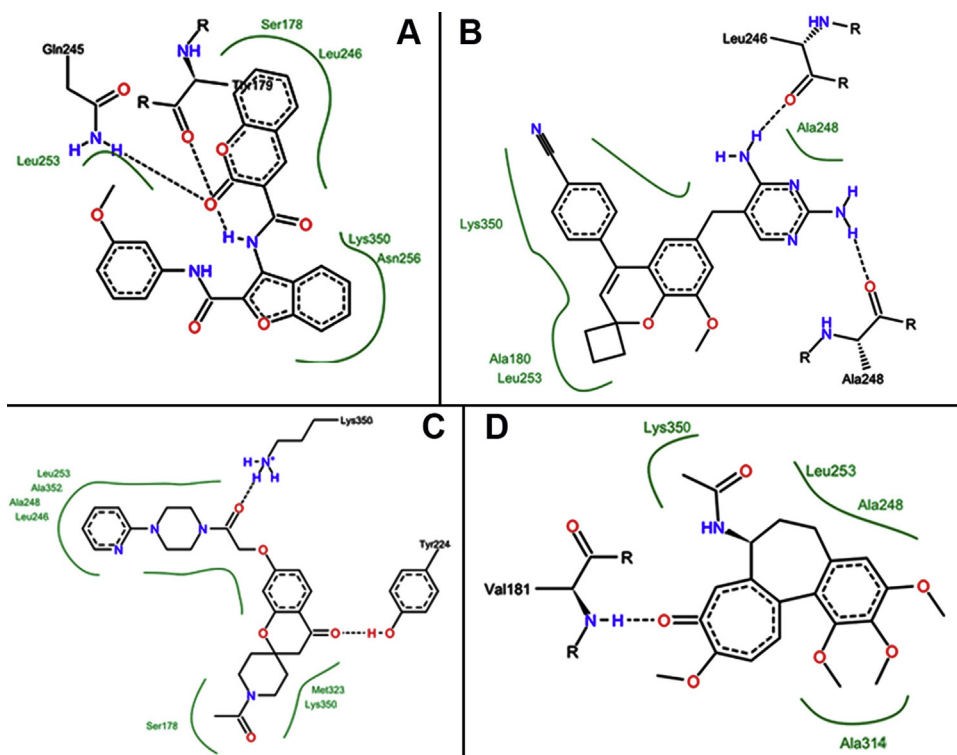 A
Ser178
R
Gln245
NH
Leu246
Thr179
O
R
N
O
H
H
O
Leu253
O
O
H
N
O
Lys350
NH
Asn256
O
O
B
H
N
R
Leu246
R
O
N
H
Ala248
H
N
N
H
Lys350
N
N
H
O
O
O
Ala180
H
N
R
Leu253
R
Ala248
C
Lys350
H
N
H
H
Leu253
Ala352
Ala248
O
Leu246
N
N
N
O
Tyr224
O
O
H
O
N
Met323
Lys350
Ser178
O
D
Lys350
O
Leu253
HN
Ala248
O
R
Val181
N
H
O
R
O
O
O
O
Ala314